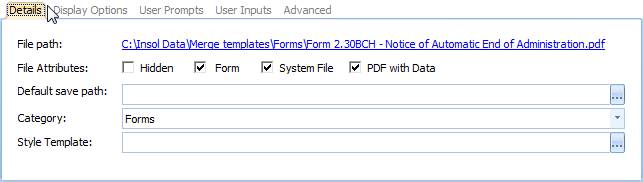 Details Display Options User Prompts User Inputs Advanced
File path: C:\Insol Data\Merge templates\Forms\Form 2.30BCH - Notice of Automatic End of Administration.pdf
File Attributes: Hidden Form System File PDF with Data
Default save path: ...
Category: Forms
Style Template: ...